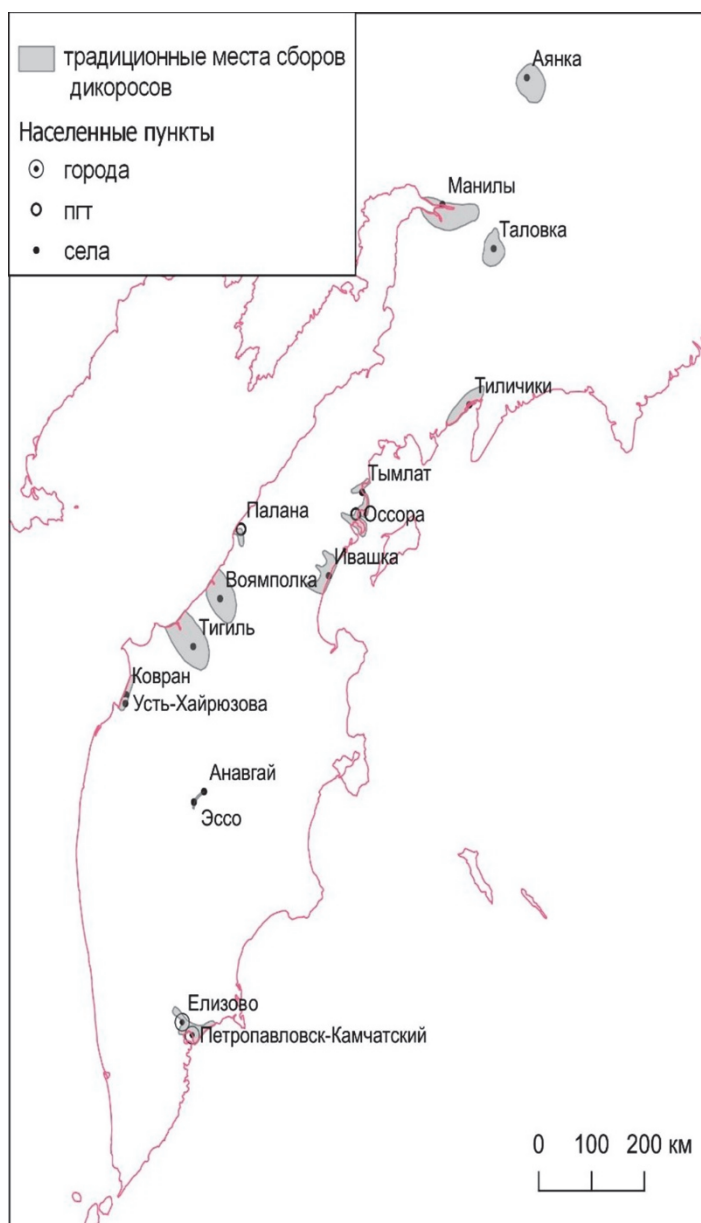 традиционные места сборов
дикоросов
Населенные пункты
города
пгт
села
Аянка
Манилы
Таловка
Тиличики
Тымлат
Оссора
Палана
Ивашка
Воямполка
Тигиль
Ковран
Усть-Хайрюзова
Анавгай
Эссо
Елизово
Петропавловск-Камчатский
0 100 200 км